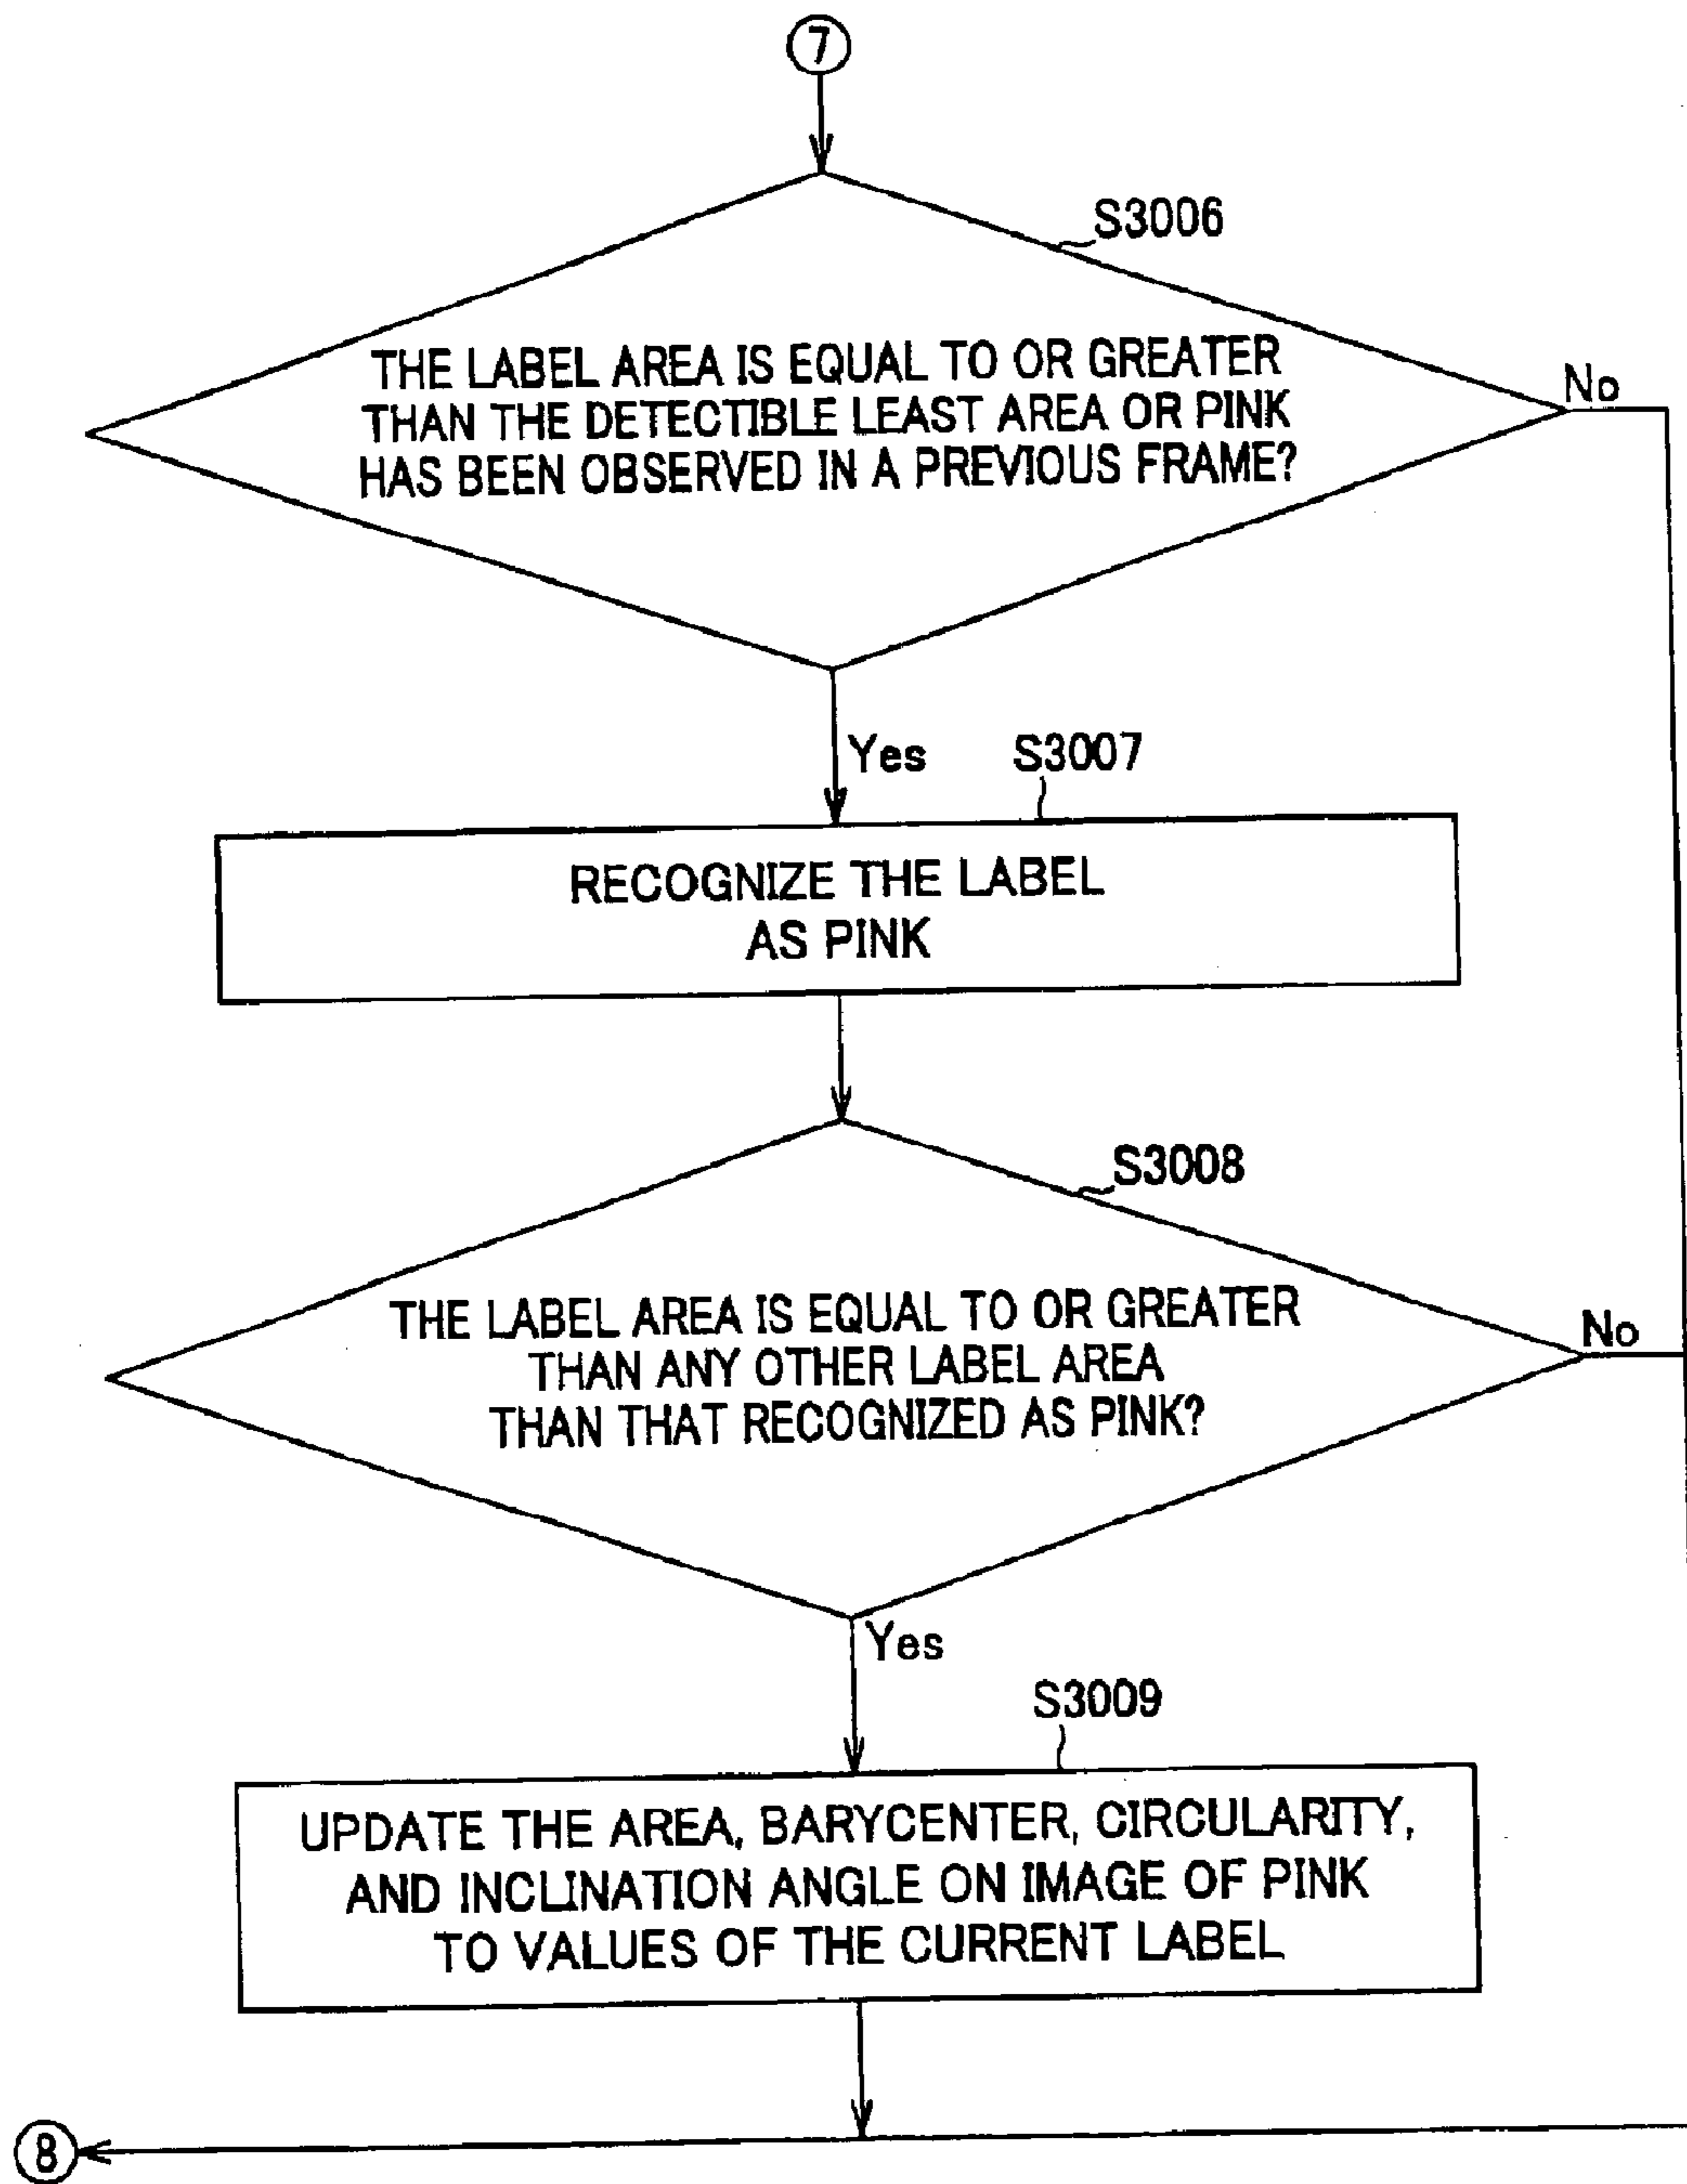 7
S3006
THE LABEL AREA IS EQUAL TO OR GREATER
THAN THE DETECTIBLE LEAST AREA OR PINK
HAS BEEN OBSERVED IN A PREVIOUS FRAME?
No
Yes
S3007
RECOGNIZE THE LABEL
AS PINK
S3008
THE LABEL AREA IS EQUAL TO OR GREATER
THAN ANY OTHER LABEL AREA
THAN THAT RECOGNIZED AS PINK?
No
Yes
S3009
UPDATE THE AREA, BARYCENTER, CIRCULARITY,
AND INCLINATION ANGLE ON IMAGE OF PINK
TO VALUES OF THE CURRENT LABEL
8